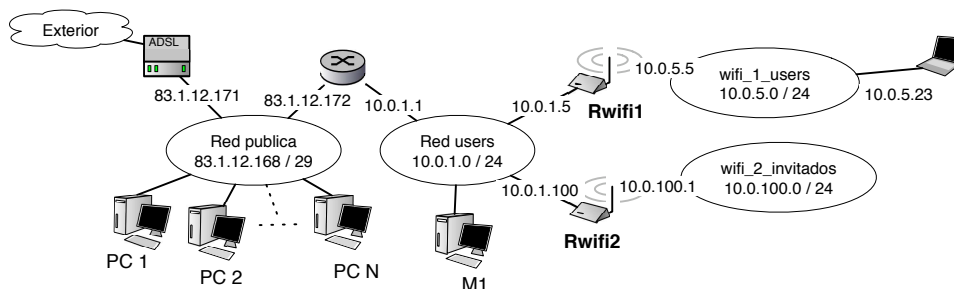 Exterior
ADSL
83.1.12.171
83.1.12.172
10.0.1.1
Red publica
83.1.12.168 / 29
PC 1
PC 2
PC N
Red users
10.0.1.0 / 24
M1
10.0.1.5
Rwifi1
10.0.5.5
wifi_1_users
10.0.5.0 / 24
10.0.5.23
10.0.1.100
Rwifi2
10.0.100.1
wifi_2_invitados
10.0.100.0 / 24